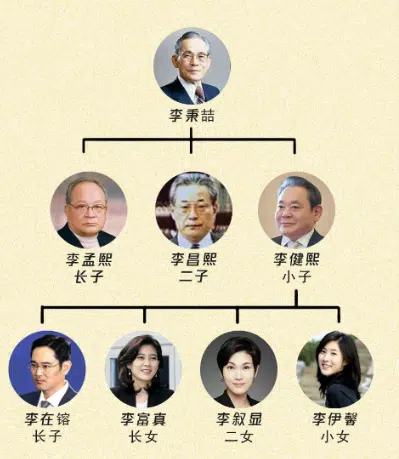 李秉喆
李孟熙 李昌熙 李健熙
长子 二子 小子
李在镕 李富真 李叙显 李伊馨
长子 长女 二女 小女